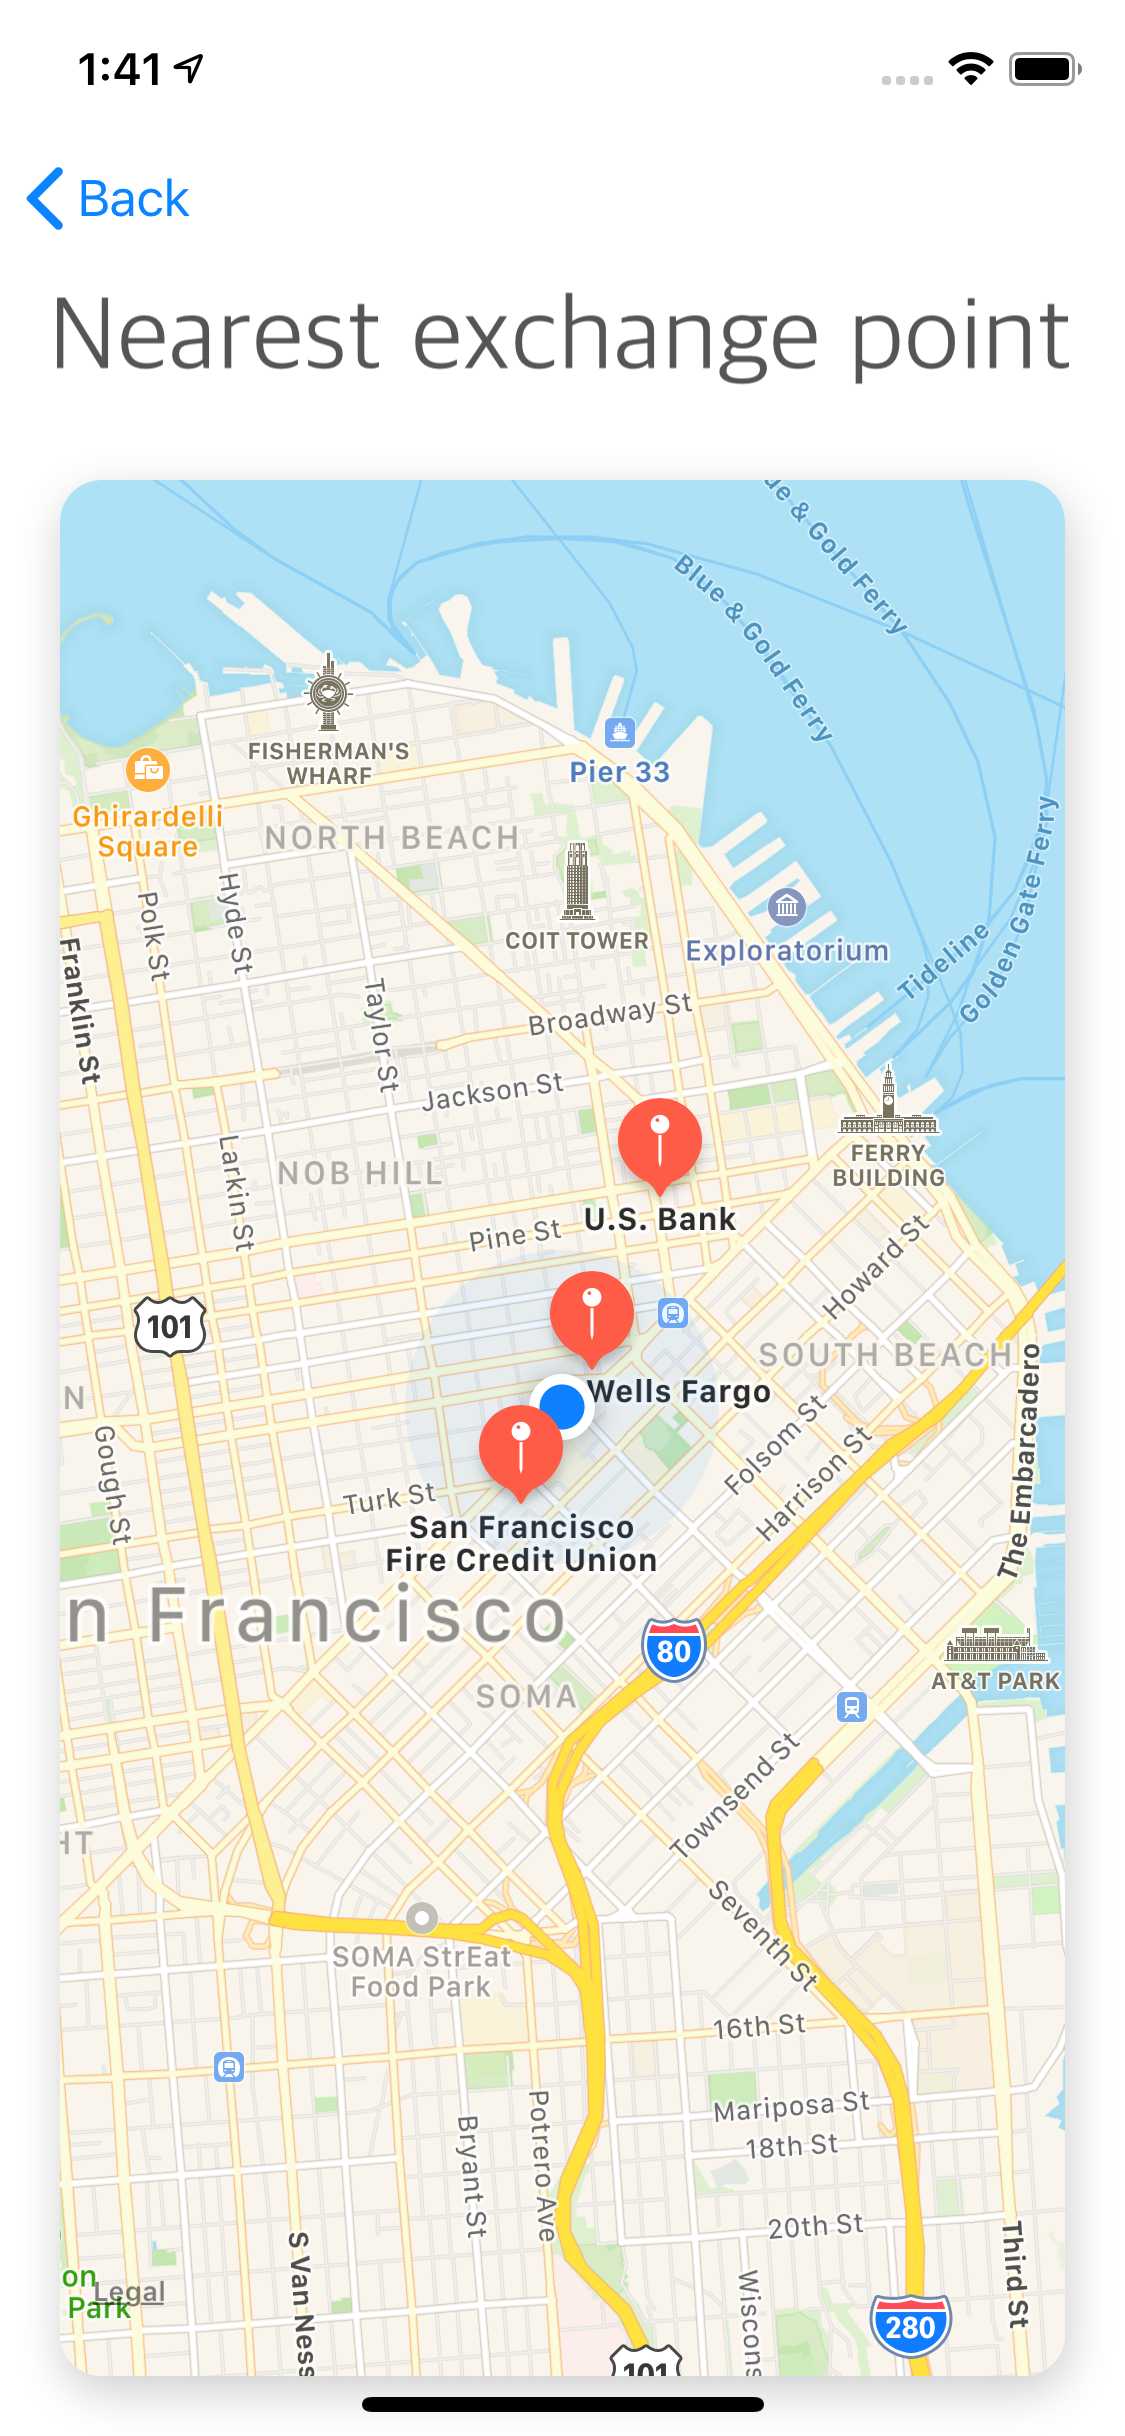 1:41
Back
Nearest exchange point
ue & Gold Ferry
Blue & Gold Ferry
FISHERMAN'S
WHARF
Pier 33
Ghirardelli
Square
NORTH BEACH
Golden Gate Ferry
Polk St
Hyde St
COIT TOWER
Exploratorium
Tideline
Franklin St
Taylor St
Broadway St
Jackson St
FERRY
BUILDING
Larkin St
NOB HILL
U.S. Bank
Pine St
Howard St
101
SOUTH BEACH
N
Wells Fargo
The Embarcadero
Folsom St
Gough St
Harrison St
Turk St
San Francisco
Fire Credit Union
n Francisco
80
AT&T PARK
SOMA
Townsend St
HT
Seventh St
SOMA StrEat
Food Park
16th St
Mariposa St
18th St
Bryant St
Potrero Ave
20th St
S Van Ness
Third St
on
Legal
Park
Wiscons
280
101